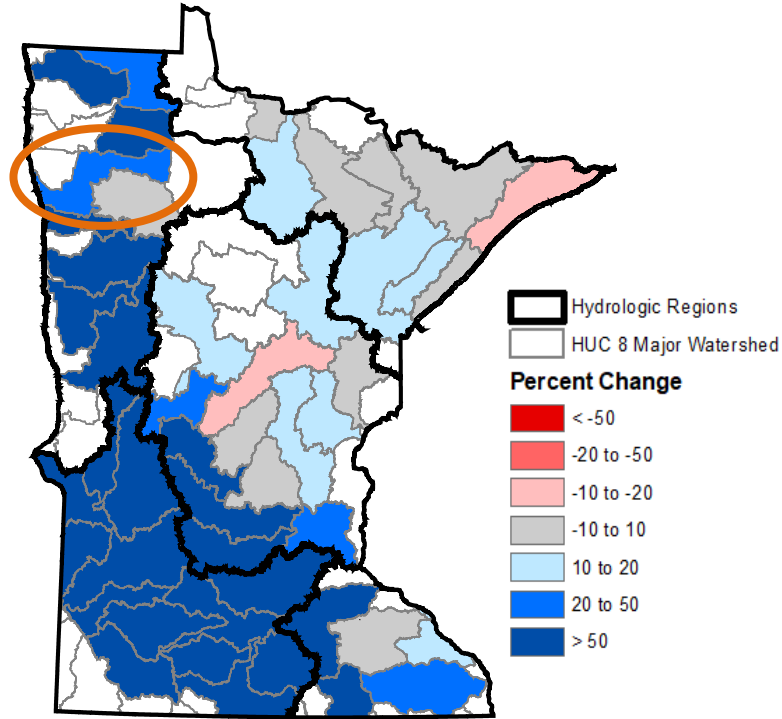 Hydrologic Regions
HUC 8 Major Watershed
Percent Change
< -50
-20 to -50
-10 to -20
-10 to 10
10 to 20
20 to 50
> 50